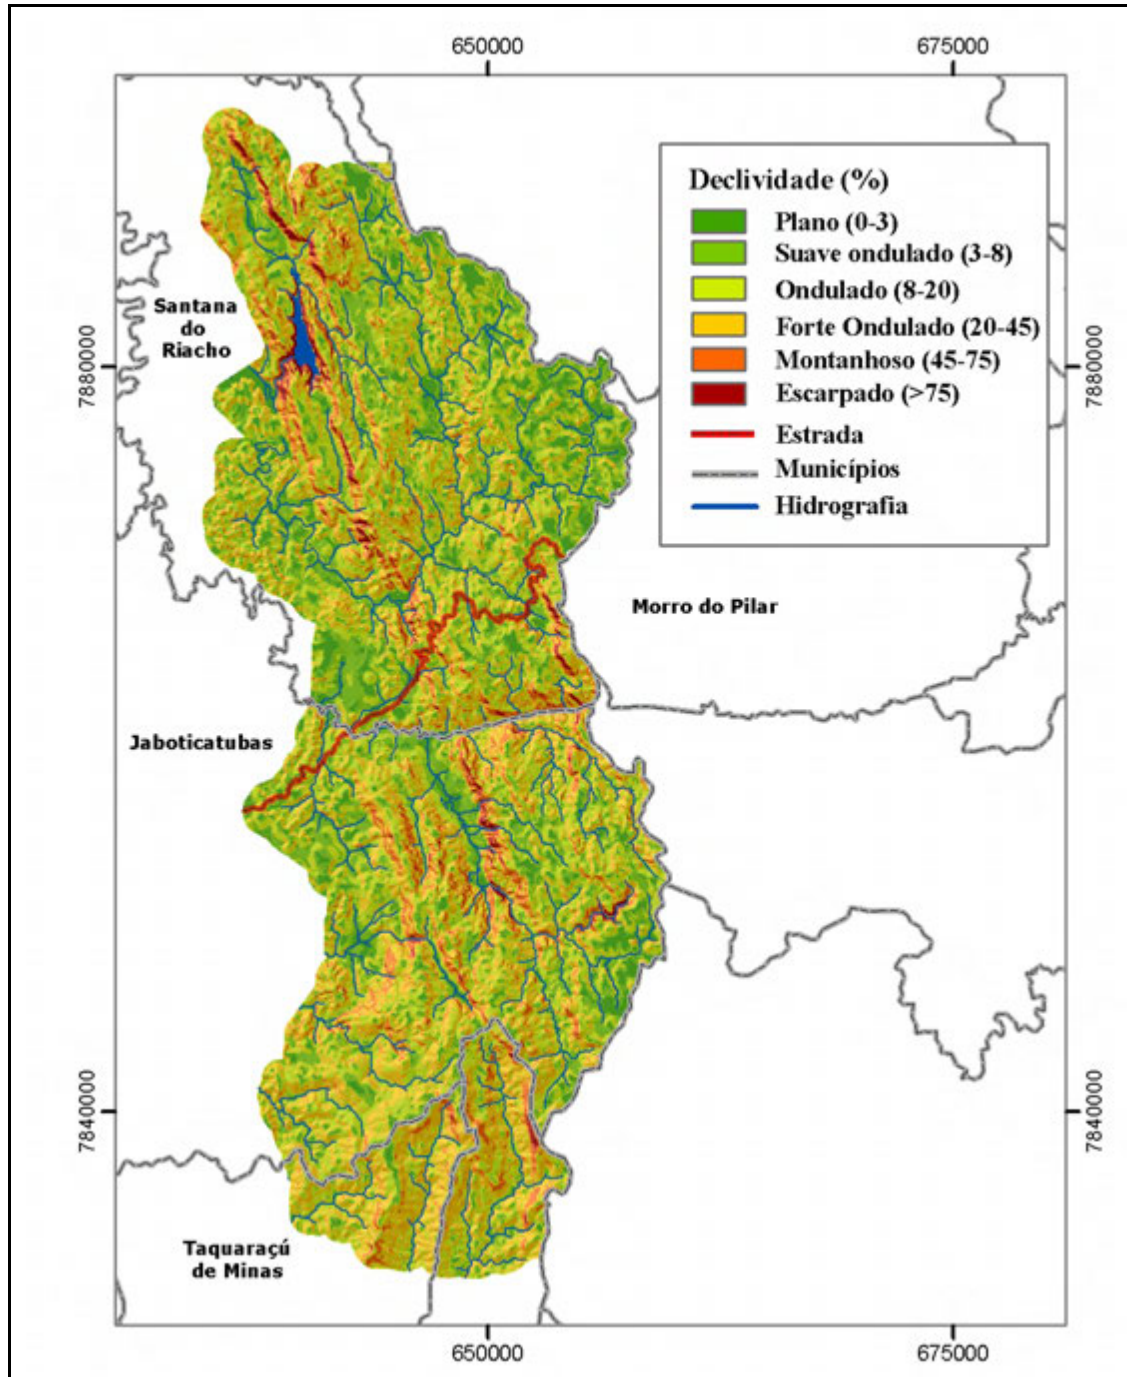 650000
675000
Declividade (%)
Plano (0-3)
Suave ondulado (3-8)
Ondulado (8-20)
Forte Ondulado (20-45)
Montanhoso (45-75)
Escarpado (>75)
Estrada
Municípios
Hidrografia
Santana
do
Riacho
7880000
7880000
Morro do Pilar
Jaboticatubas
7840000
7840000
Taquaraçú
de Minas
650000
675000